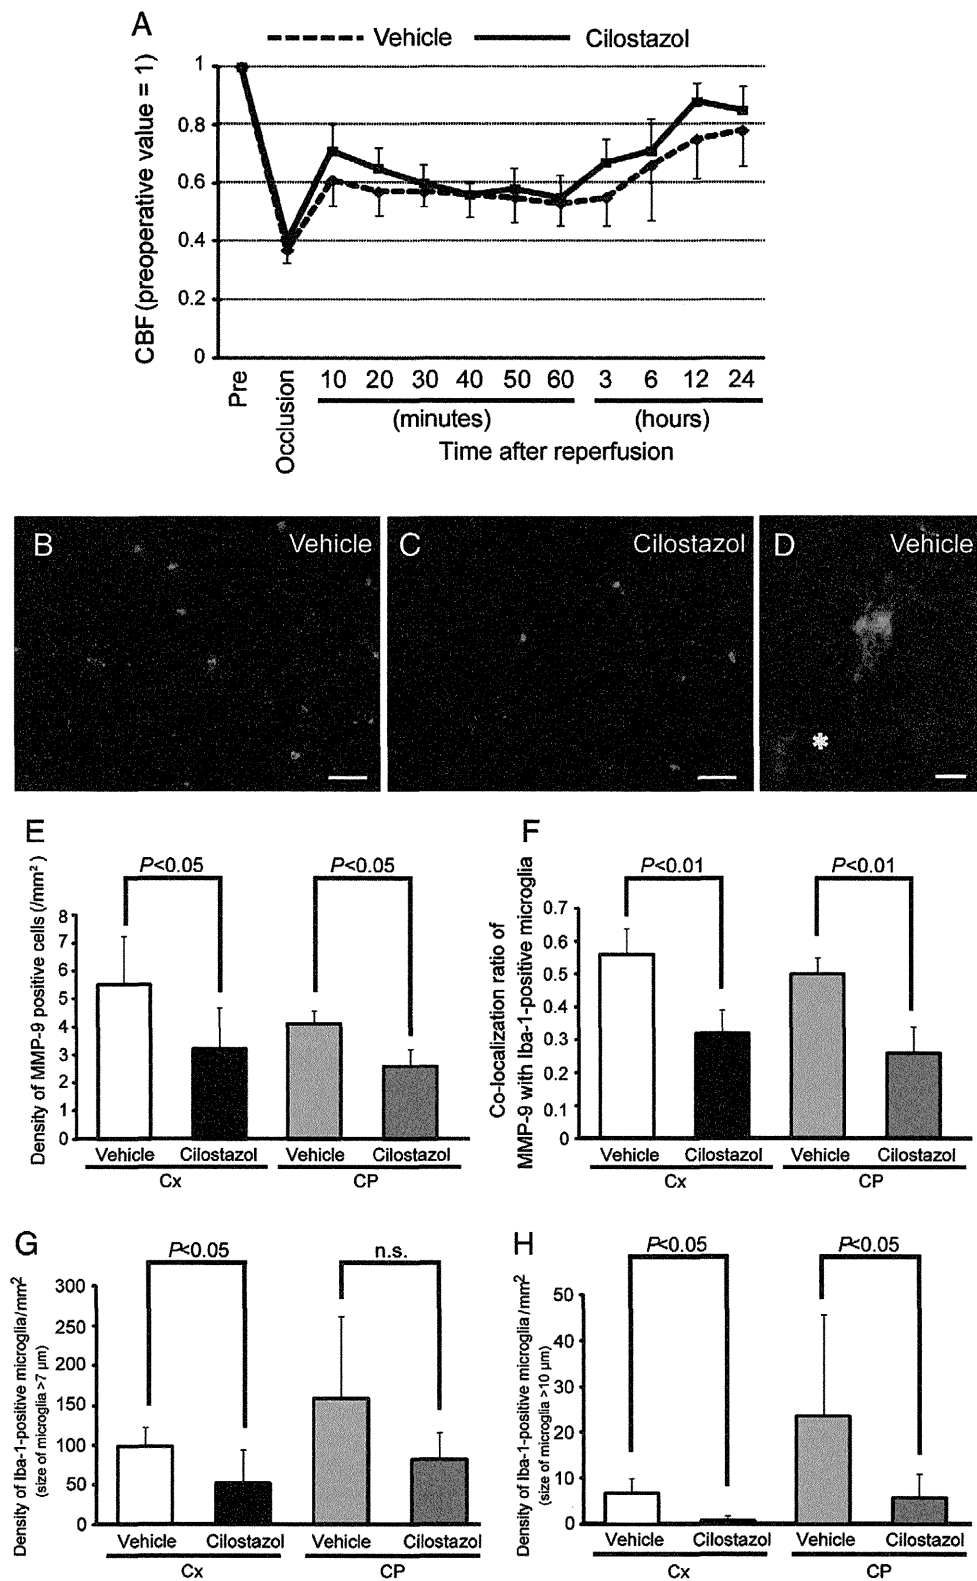 A
Vehicle
Cilostazol
CBF (preoperative value = 1)
1
0.8
0.6
0.4
0.2
0
Pre
Occlusion
10 20 30 40 50 60 3 6 12 24
(minutes)
(hours)
Time after reperfusion
B
Vehicle
C
Cilostazol
D
Vehicle
*
E
Density of MMP-9 positive cells (/mm²)
P<0.05
P<0.05
8
7
6
5
4
3
2
1
0
Vehicle Cilostazol Vehicle Cilostazol
Cx
CP
F
Co-localization ratio of
MMP-9 with Iba-1-positive microglia
P<0.01
P<0.01
0.7
0.6
0.5
0.4
0.3
0.2
0.1
0
Vehicle Cilostazol Vehicle Cilostazol
Cx
CP
G
Density of Iba-1-positive microglia/mm²
(size of microglia >7 μm)
P<0.05
n.s.
300
250
200
150
100
50
0
Vehicle Cilostazol Vehicle Cilostazol
Cx
CP
H
Density of Iba-1-positive microglia/mm²
(size of microglia >10 μm)
P<0.05
P<0.05
50
40
30
20
10
0
Vehicle Cilostazol Vehicle Cilostazol
Cx
CP